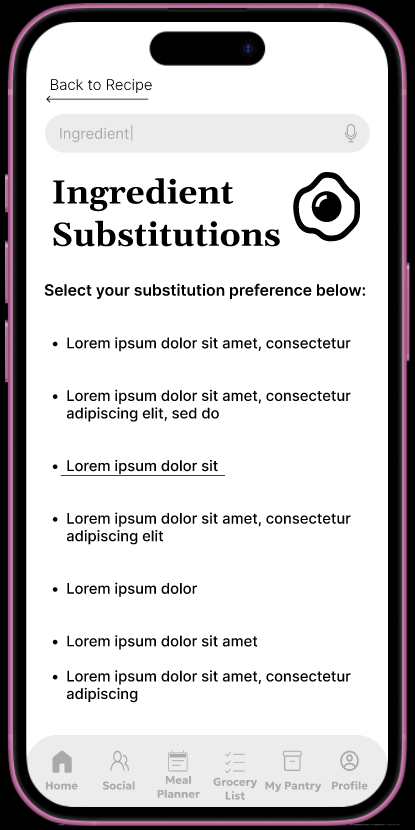 Back to Recipe
Ingredient
Ingredient
Substitutions
Select your substitution preference below:
• Lorem ipsum dolor sit amet, consectetur
• Lorem ipsum dolor sit amet, consectetur
adipiscing elit, sed do
• Lorem ipsum dolor sit
• Lorem ipsum dolor sit amet, consectetur
adipiscing elit
• Lorem ipsum dolor
• Lorem ipsum dolor sit amet
• Lorem ipsum dolor sit amet, consectetur
adipiscing
Home
Social
Meal
Planner
Grocery
List
My Pantry
Profile